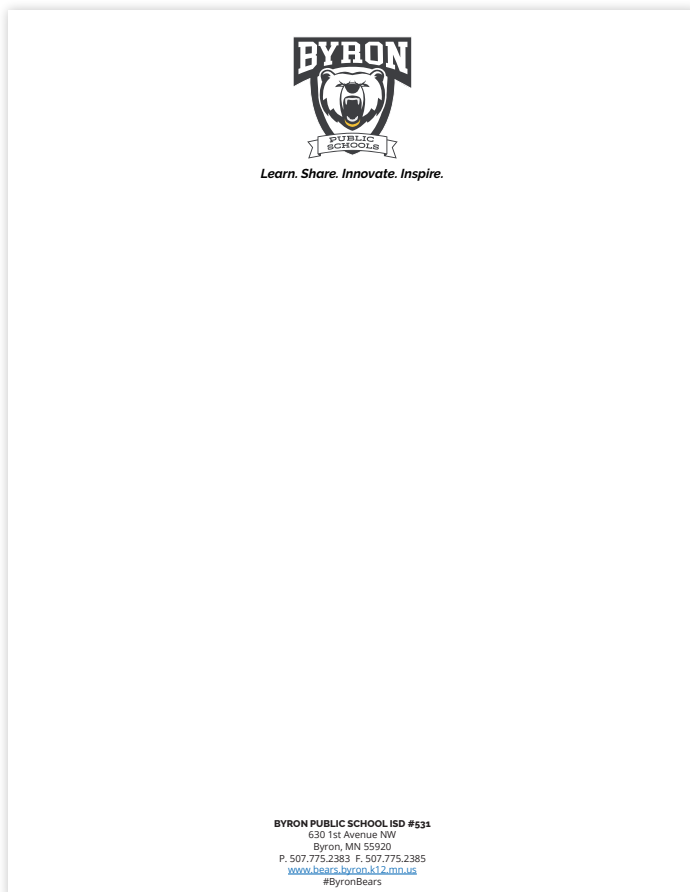 BYRON
PUBLIC
SCHOOLS
Learn. Share. Innovate. Inspire.
BYRON PUBLIC SCHOOL ISD #531
630 1st Avenue NW
Byron, MN 55920
P. 507.775.2383 F. 507.775.2385
www.bears.byron.k12.mn.us
#ByronBears